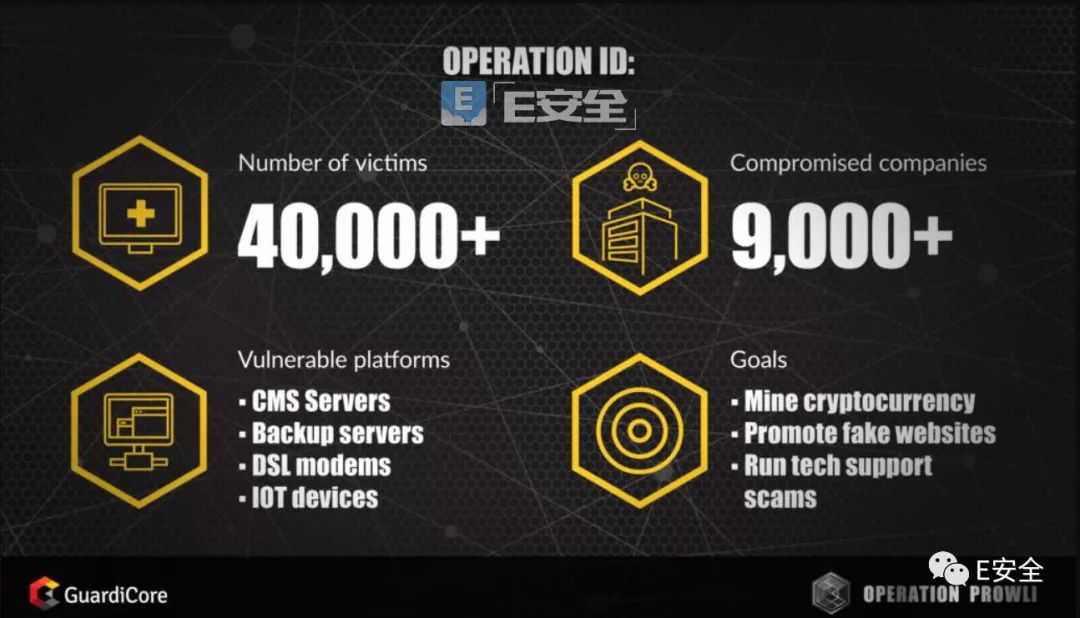 OPERATION ID:
E「E安全」
Number of victims
40,000+
Compromised companies
9,000+
Vulnerable platforms
▪ CMS Servers
▪ Backup servers
▪ DSL modems
▪ IOT devices
Goals
▪ Mine cryptocurrency
▪ Promote fake websites
▪ Run tech support
scams
GuardiCore
E安全
OPERATION PROWLI